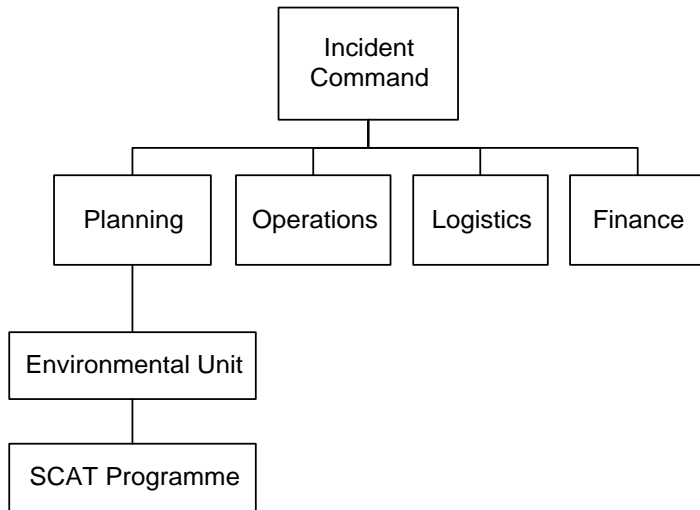 Incident
Command
Planning
Operations
Logistics
Finance
Environmental Unit
SCAT Programme